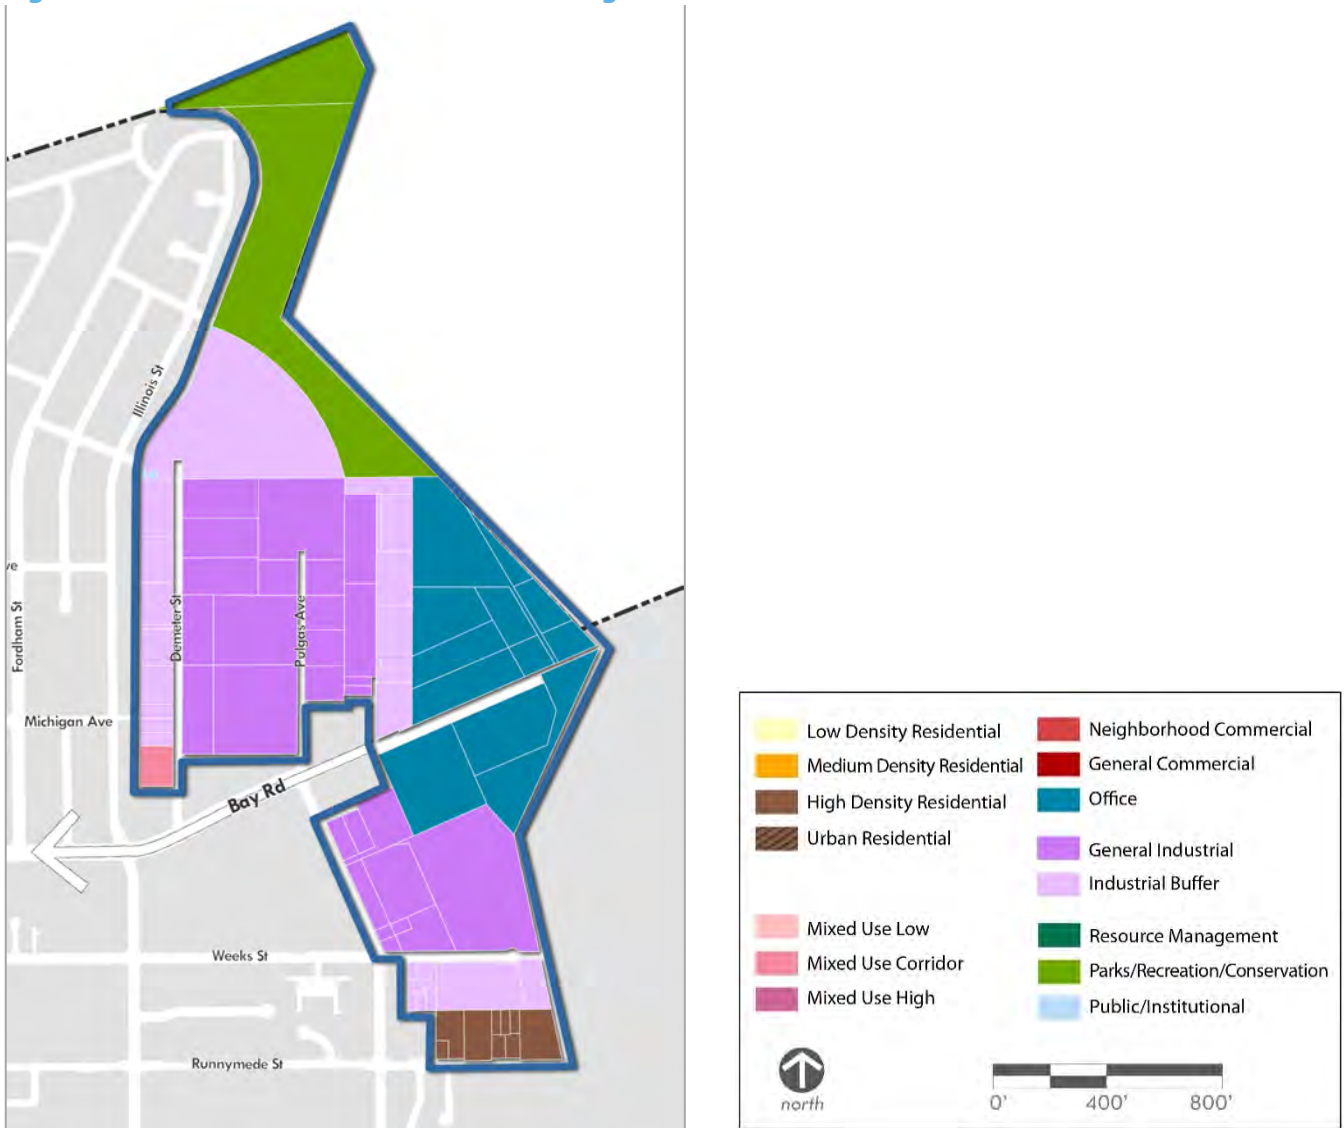 Illinois St
ve
Fordham St
Demeter St
Pulgas Ave
Michigan Ave
Bay Rd
Weeks St
Runnymede St
Low Density Residential
Medium Density Residential
High Density Residential
Urban Residential
Mixed Use Low
Mixed Use Corridor
Mixed Use High
Neighborhood Commercial
General Commercial
Office
General Industrial
Industrial Buffer
Resource Management
Parks/Recreation/Conservation
Public/Institutional
north
0' 400' 800'